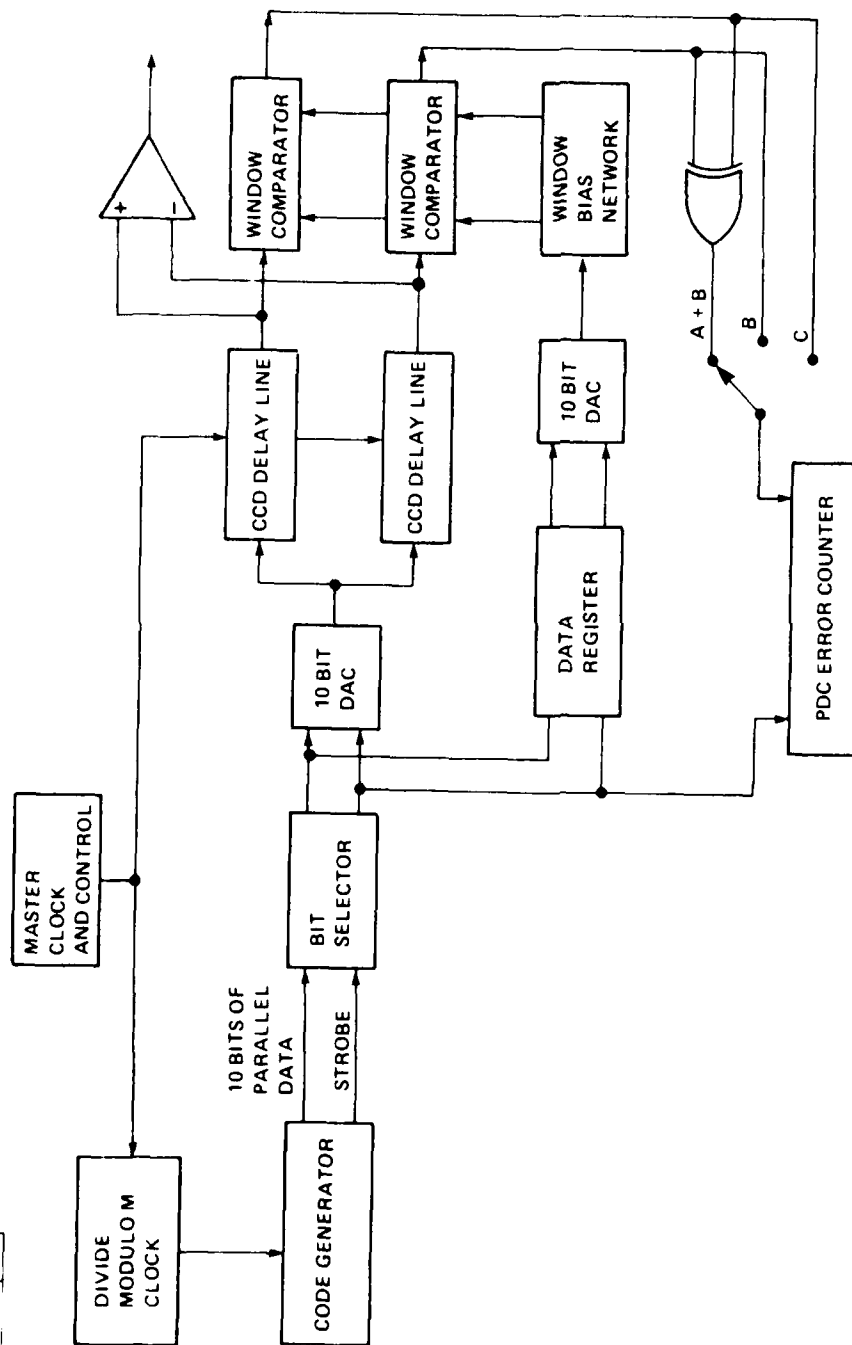 MASTER
CLOCK
AND CONTROL
DIVIDE
MODULO M
CLOCK
CODE GENERATOR
10 BITS OF
PARALLEL
DATA
STROBE
BIT
SELECTOR
10 BIT
DAC
CCD DELAY LINE
CCD DELAY LINE
+
−
WINDOW
COMPARATOR
WINDOW
COMPARATOR
WINDOW
BIAS
NETWORK
10 BIT
DAC
DATA
REGISTER
A + B
B
C
PDC ERROR COUNTER